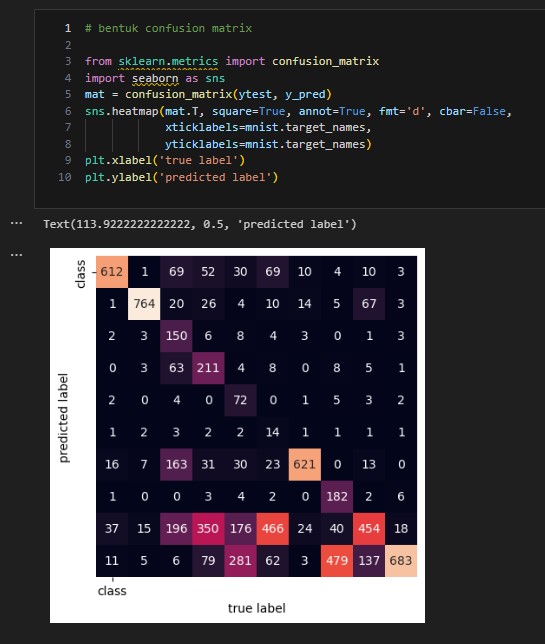 1 # bentuk confusion matrix
2
3 from sklearn.metrics import confusion_matrix
4 import seaborn as sns
5 mat = confusion_matrix(ytest, y_pred)
6 sns.heatmap(mat.T, square=True, annot=True, fmt='d', cbar=False,
7 xticklabels=mnist.target_names,
8 yticklabels=mnist.target_names)
9 plt.xlabel('true label')
10 plt.ylabel('predicted label')
... Text(113.9222222222222, 0.5, 'predicted label')
...
class 612 1 69 52 30 69 10 4 10 3
1 764 20 26 4 10 14 5 67 3
2 3 150 6 8 4 3 0 1 3
0 3 63 211 4 8 0 8 5 1
2 0 4 0 72 0 1 5 3 2
1 2 3 2 2 14 1 1 1 1
16 7 163 31 30 23 621 0 13 0
1 0 0 3 4 2 0 182 2 6
37 15 196 350 176 466 24 40 454 18
11 5 6 79 281 62 3 479 137 683
predicted label
class
true label